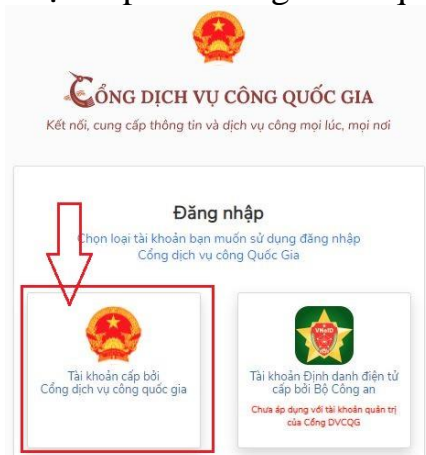 CỔNG DỊCH VỤ CÔNG QUỐC GIA
Kết nối, cung cấp thông tin và dịch vụ công mọi lúc, mọi nơi
Đăng nhập
Chọn loại tài khoản bạn muốn sử dụng đăng nhập
Cổng dịch vụ công Quốc Gia
Tài khoản cấp bởi
Cổng dịch vụ công quốc gia
VNeID
Tài khoản Định danh điện tử
cấp bởi Bộ Công an
Chưa áp dụng với tài khoản quản trị
của Cổng DVCQG